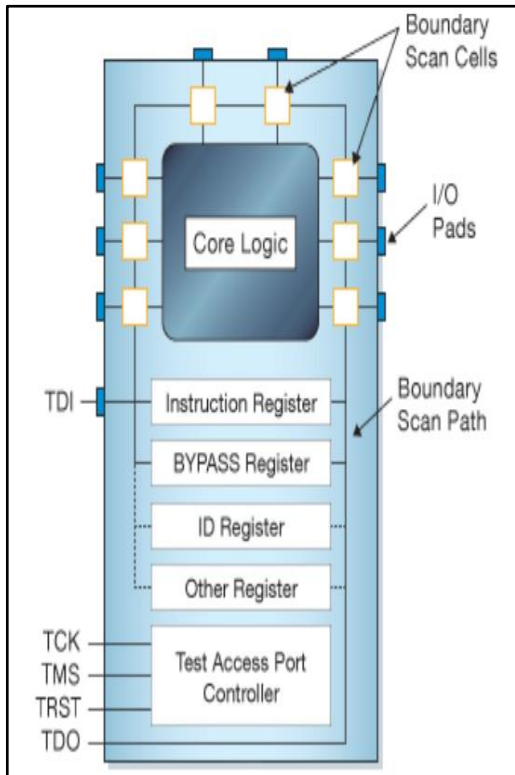 Boundary
Scan Cells
Core Logic
I/O
Pads
TDI
Instruction Register
Boundary
Scan Path
BYPASS Register
ID Register
Other Register
TCK
TMS
TRST
TDO
Test Access Port
Controller